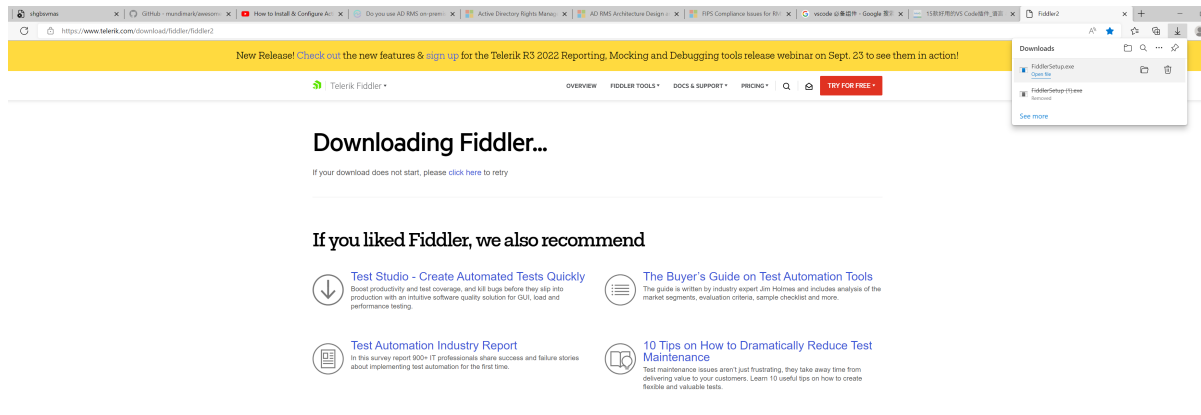 shgbsvmas
GitHub - mundimark/awesome
How to Install & Configure Act
Do you use AD RMS on-premi
Active Directory Rights Manag
AD RMS Architecture Design a
FIPS Compliance Issues for RM
vscode 必备插件 - Google 搜索
15款好用的VS Code插件_语言
Fiddler2
https://www.telerik.com/download/fiddler/fiddler2
Downloads
FiddlerSetup.exe
Open file
FiddlerSetup (1).exe
Removed
See more
New Release! Check out the new features & sign up for the Telerik R3 2022 Reporting, Mocking and Debugging tools release webinar on Sept. 23 to see them in action!
Telerik Fiddler
OVERVIEW
FIDDLER TOOLS
DOCS & SUPPORT
PRICING
TRY FOR FREE
Downloading Fiddler...
If your download does not start, please click here to retry
If you liked Fiddler, we also recommend
Test Studio - Create Automated Tests Quickly
Boost productivity and test coverage, and kill bugs before they slip into
production with an intuitive software quality solution for GUI, load and
performance testing.
The Buyer's Guide on Test Automation Tools
The guide is written by industry expert Jim Holmes and includes analysis of the
market segments, evaluation criteria, sample checklist and more.
Test Automation Industry Report
In this survey report 900+ IT professionals share success and failure stories
about implementing test automation for the first time.
10 Tips on How to Dramatically Reduce Test
Maintenance
Test maintenance issues aren't just frustrating, they take away time from
delivering value to your customers. Learn 10 useful tips on how to create
flexible and valuable tests.